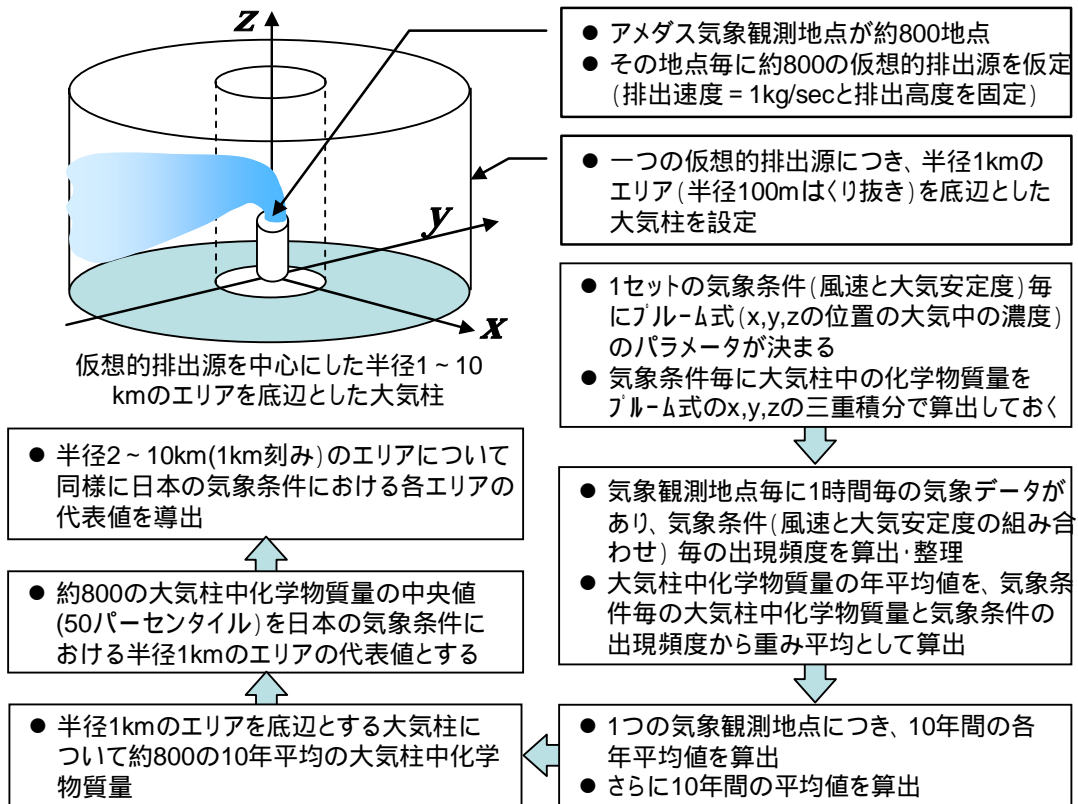 z
y
x
仮想的排出源を中心にした半径1～10
kmのエリアを底辺とした大気柱
● アメダス気象観測地点が約800地点
● その地点毎に約800の仮想的排出源を仮定
(排出速度＝1kg/secと排出高度を固定)
● 一つの仮想的排出源につき、半径1kmの
エリア(半径100mはくり抜き)を底辺とした
大気柱を設定
● 1セットの気象条件(風速と大気安定度)毎
にﾌﾟﾙｰﾑ式(x,y,zの位置の大気中の濃度)
のパラメータが決まる
● 気象条件毎に大気柱中の化学物質量を
ﾌﾟﾙｰﾑ式のx,y,zの三重積分で算出しておく
● 気象観測地点毎に1時間毎の気象データが
あり、気象条件(風速と大気安定度の組み合
わせ) 毎の出現頻度を算出･整理
● 大気柱中化学物質量の年平均値を、気象条
件毎の大気柱中化学物質量と気象条件の
出現頻度から重み平均として算出
● 1つの気象観測地点につき、10年間の各
年平均値を算出
● さらに10年間の平均値を算出
● 半径1kmのエリアを底辺とする大気柱に
ついて約800の10年平均の大気柱中化学
物質量
● 約800の大気柱中化学物質量の中央値
(50パーセンタイル)を日本の気象条件に
おける半径1kmのエリアの代表値とする
● 半径2～10km(1km刻み)のエリアについて
同様に日本の気象条件における各エリアの
代表値を導出